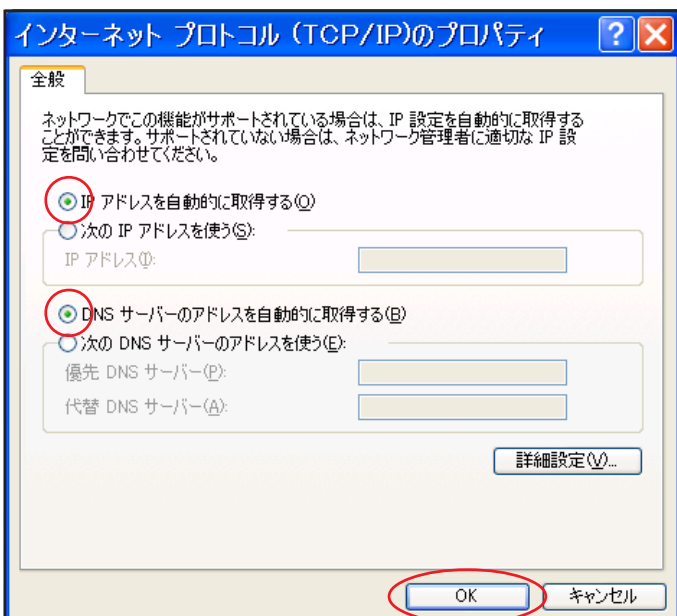 インターネット プロトコル (TCP/IP)のプロパティ
全般
ネットワークでこの機能がサポートされている場合は、IP 設定を自動的に取得する
ことができます。サポートされていない場合は、ネットワーク管理者に適切な IP 設
定を問い合わせてください。
IP アドレスを自動的に取得する(O)
次の IP アドレスを使う(S):
IP アドレス(I):
DNS サーバーのアドレスを自動的に取得する(B)
次の DNS サーバーのアドレスを使う(E):
優先 DNS サーバー(P):
代替 DNS サーバー(A):
詳細設定(V)...
OK
キャンセル